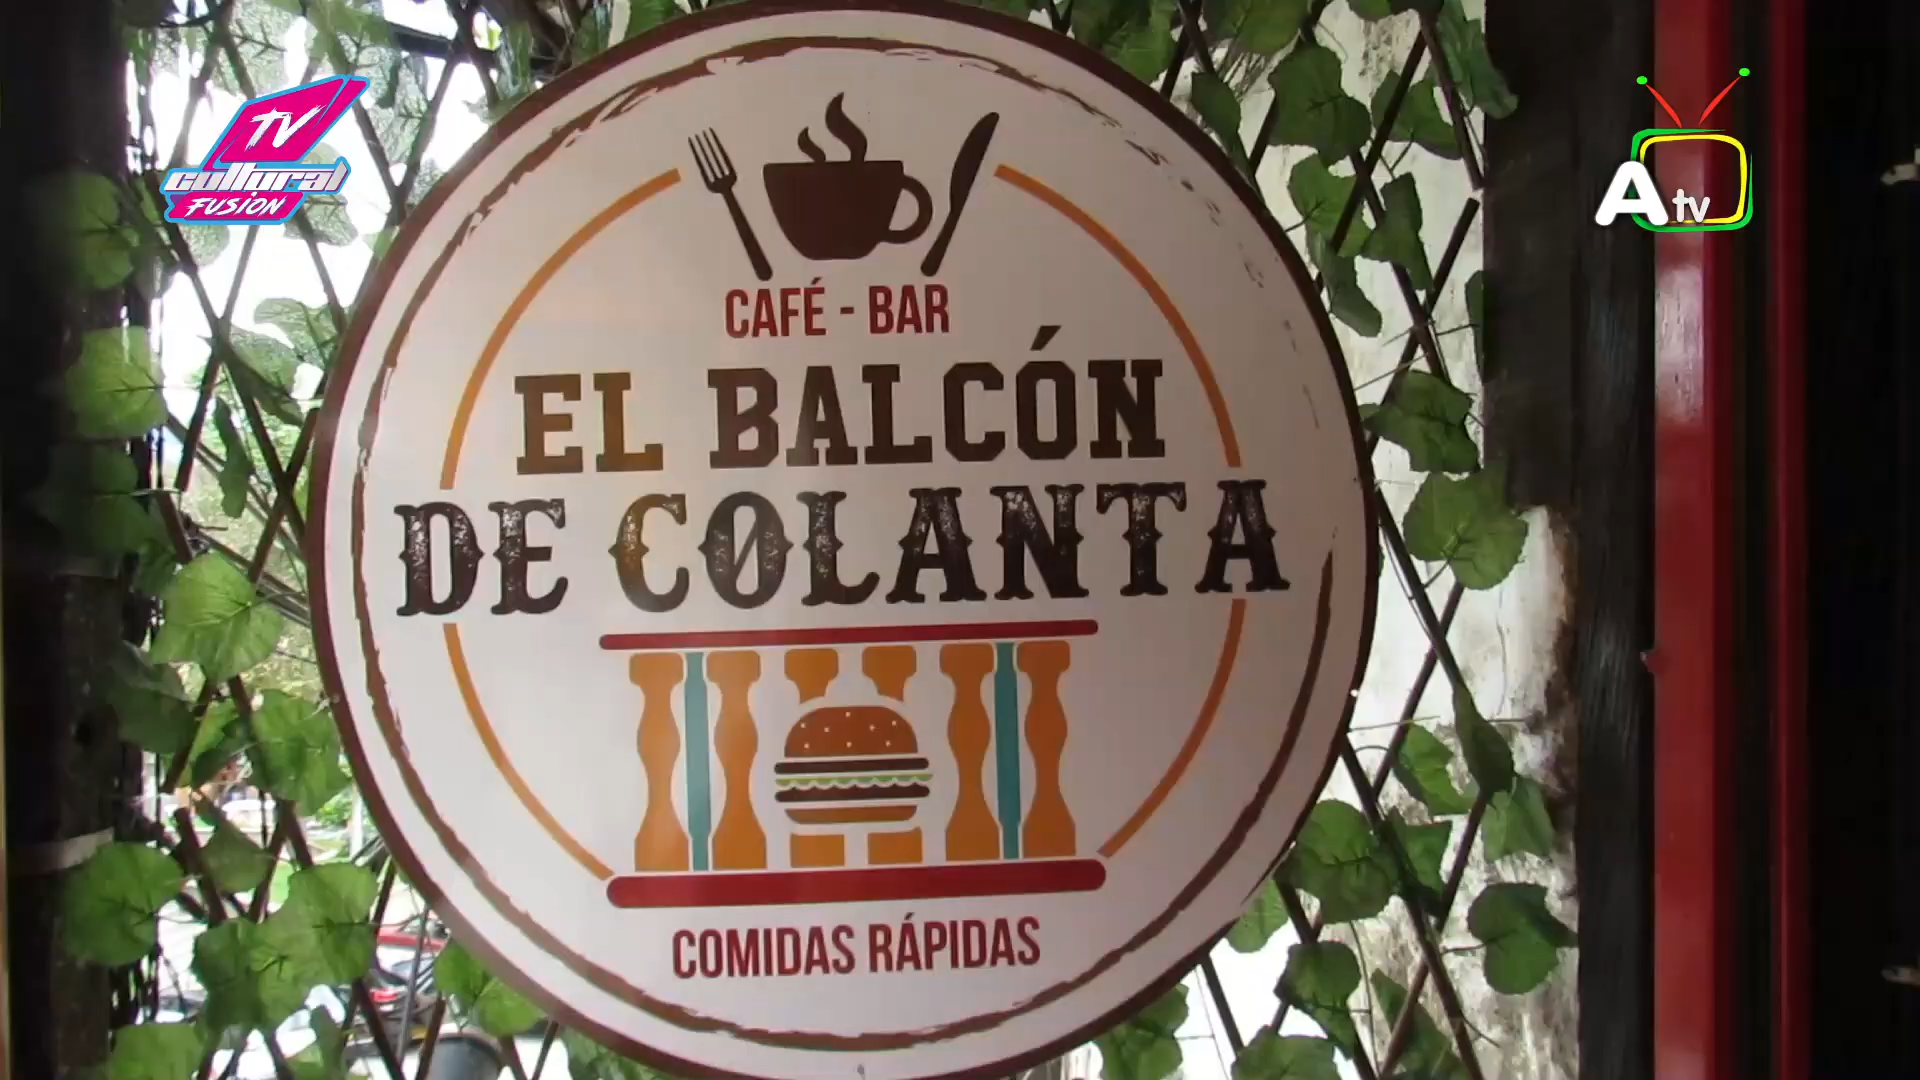 TV
cultural
FUSIÓN
Atv
CAFÉ - BAR
EL BALCÓN
DE COLANTA
COMIDAS RÁPIDAS